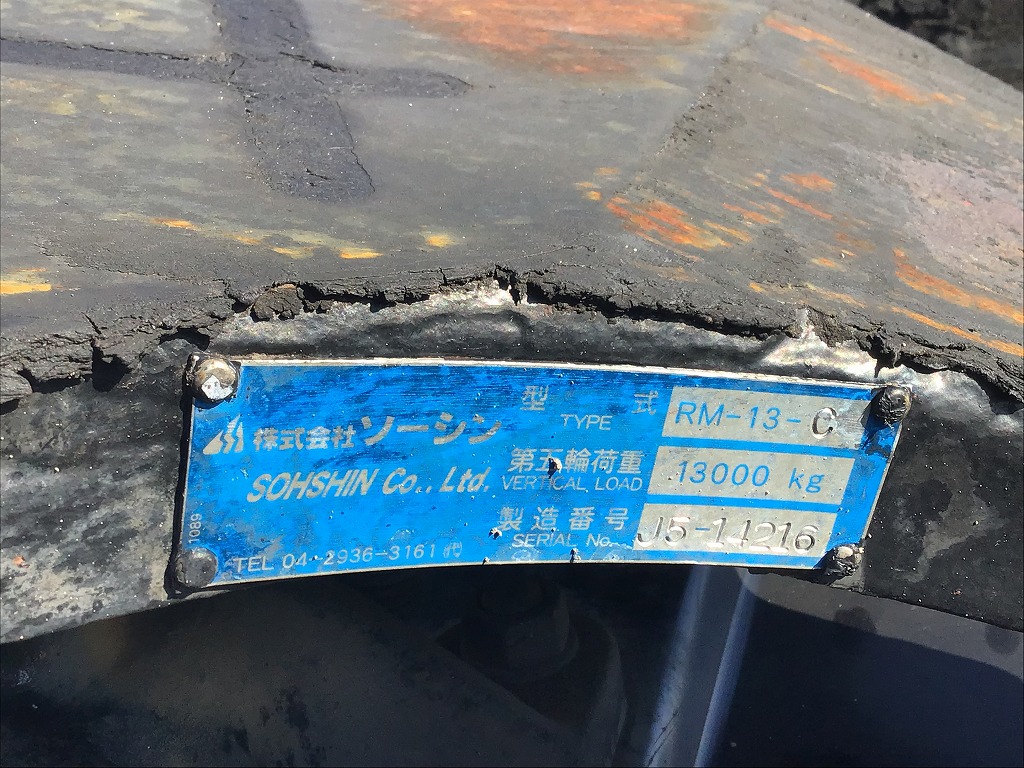 株式会社ソーシン
SOHSHIN Co., Ltd.
TEL 04-2936-3161 代
1089
型 式
TYPE
RM-13-C
第五輪荷重
VERTICAL LOAD
13000 kg
製造番号
SERIAL No.
J5-14216